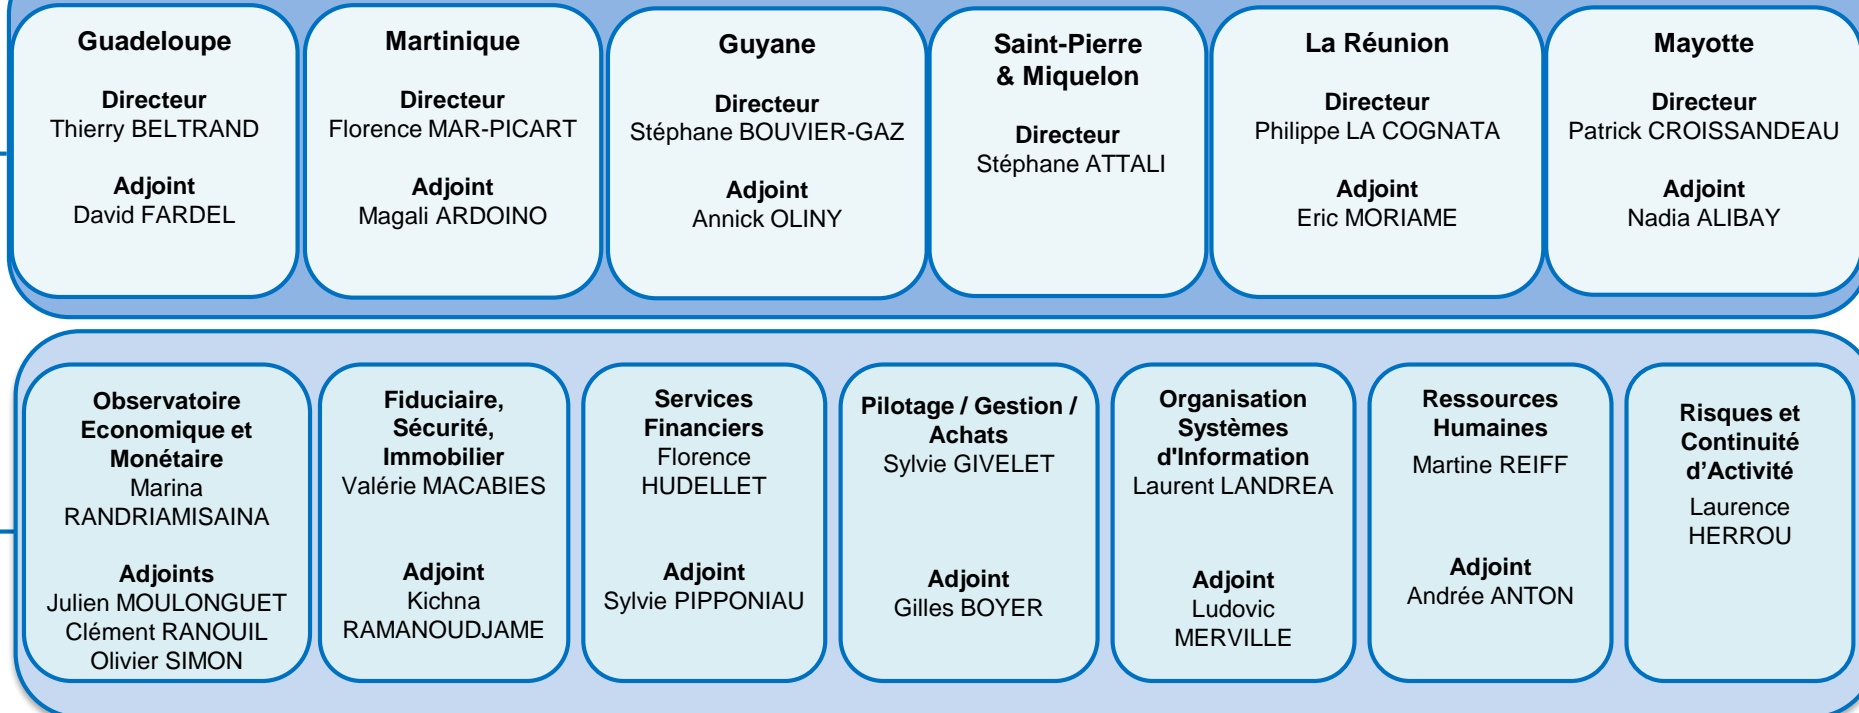 Guadeloupe
Directeur
Thierry BELTRAND
Adjoint
David FARDEL
Martinique
Directeur
Florence MAR-PICART
Adjoint
Magali ARDOINO
Guyane
Directeur
Stéphane BOUVIER-GAZ
Adjoint
Annick OLINY
Saint-Pierre
& Miquelon
Directeur
Stéphane ATTALI
La Réunion
Directeur
Philippe LA COGNATA
Adjoint
Eric MORIAME
Mayotte
Directeur
Patrick CROISSANDEAU
Adjoint
Nadia ALIBAY
Observatoire
Economique et
Monétaire
Marina
RANDRIAMISAINA
Adjoints
Julien MOULONGUET
Clément RANOUIL
Olivier SIMON
Fiduciaire,
Sécurité,
Immobilier
Valérie MACABIES
Adjoint
Kichna
RAMANOUDJAME
Services
Financiers
Florence
HUDELLET
Adjoint
Sylvie PIPPONIAU
Pilotage / Gestion /
Achats
Sylvie GIVELET
Adjoint
Gilles BOYER
Organisation
Systèmes
d'Information
Laurent LANDREA
Adjoint
Ludovic
MERVILLE
Ressources
Humaines
Martine REIFF
Adjoint
Andrée ANTON
Risques et
Continuité
d’Activité
Laurence
HERROU